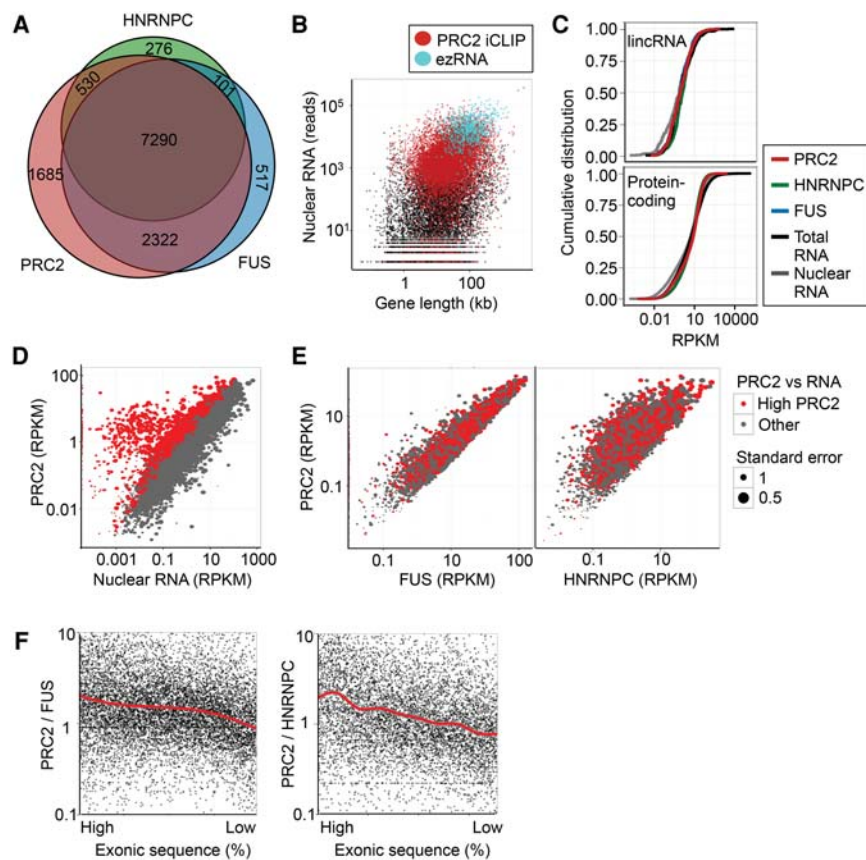 A
HNRNPC
276
530
101
7290
1685
517
2322
PRC2
FUS
B
PRC2 iCLIP
ezRNA
Nuclear RNA (reads)
10⁵
10³
10¹
1
100
Gene length (kb)
C
lincRNA
1.00
0.75
0.50
0.25
0.00
Protein-
coding
1.00
0.75
0.50
0.25
0.00
Cumulative distribution
0.01
10
10000
RPKM
PRC2
HNRNPC
FUS
Total
RNA
Nuclear
RNA
D
PRC2 (RPKM)
100
1
0.01
0.001
0.1
10
1000
Nuclear RNA (RPKM)
E
PRC2 (RPKM)
10
0.1
0.1
10
100
FUS (RPKM)
0.1
10
HNRNPC (RPKM)
PRC2 vs RNA
High PRC2
Other
Standard error
1
0.5
F
PRC2 / FUS
10
1
0.1
High
Low
Exonic sequence (%)
PRC2 / HNRNPC
10
1
0.1
High
Low
Exonic sequence (%)